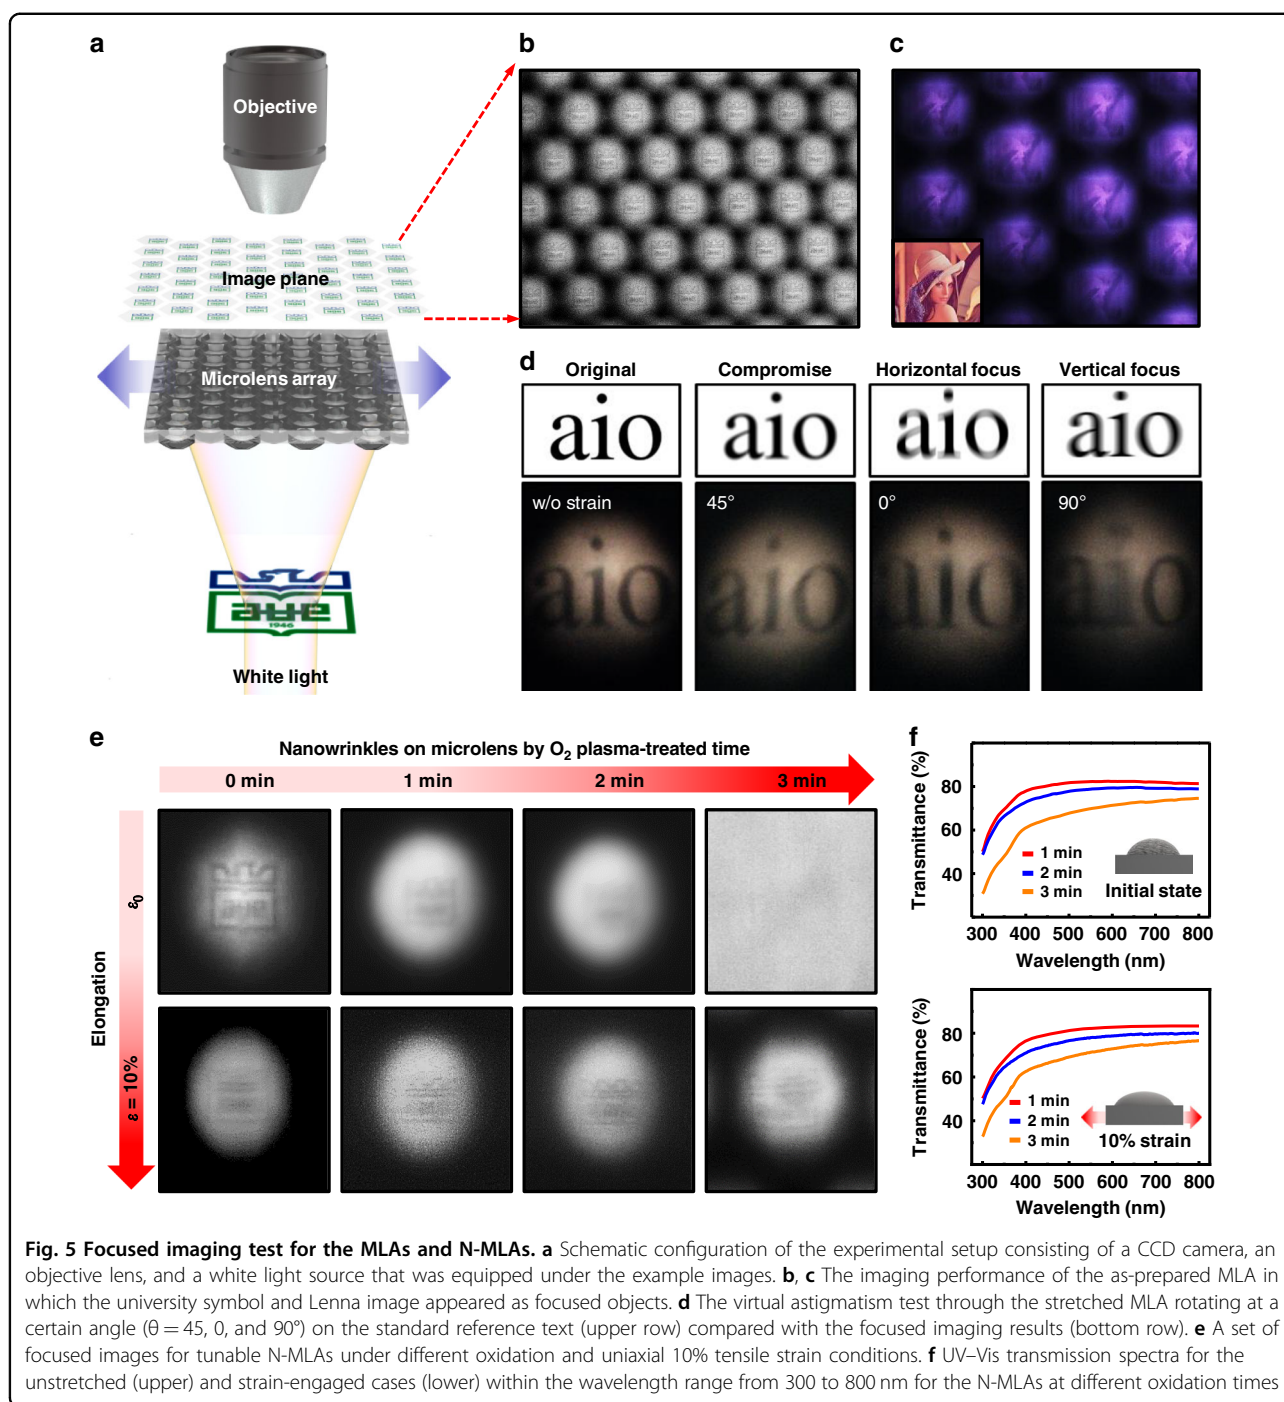 a
Objective
Image plane
Microlens array
1946
White light
b
c
d
Original
Compromise
Horizontal focus
Vertical focus
aio
aio
aio
aio
w/o strain
45°
0°
90°
aio
aio
aio
aio
e
Nanowrinkles on microlens by O₂ plasma-treated time
0 min
1 min
2 min
3 min
Elongation
ε₀
ε = 10%
f
Transmittance (%)
80
60
40
1 min
2 min
3 min
Initial state
300 400 500 600 700 800
Wavelength (nm)
Transmittance (%)
80
60
40
1 min
2 min
3 min
10% strain
300 400 500 600 700 800
Wavelength (nm)
Fig. 5 Focused imaging test for the MLAs and N-MLAs. a Schematic configuration of the experimental setup consisting of a CCD camera, an
objective lens, and a white light source that was equipped under the example images. b, c The imaging performance of the as-prepared MLA in
which the university symbol and Lenna image appeared as focused objects. d The virtual astigmatism test through the stretched MLA rotating at a
certain angle (θ = 45, 0, and 90°) on the standard reference text (upper row) compared with the focused imaging results (bottom row). e A set of
focused images for tunable N-MLAs under different oxidation and uniaxial 10% tensile strain conditions. f UV–Vis transmission spectra for the
unstretched (upper) and strain-engaged cases (lower) within the wavelength range from 300 to 800 nm for the N-MLAs at different oxidation times